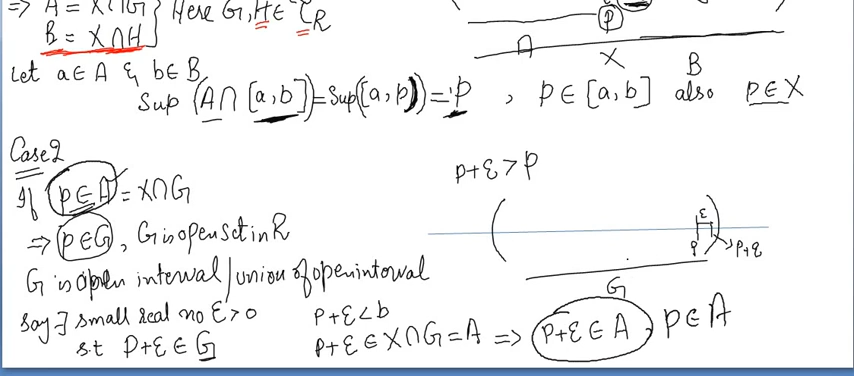 => A = X∩G } Here G, H ∈ τ_R
B = X∩H
Let a∈A & b∈B
Sup (A∩[a,b]) = Sup([a,p)) = p , p∈[a,b] also p∈X
P
A X B
Case 2
If p∈A = X∩G
=> p∈G, G is open set in R
G is open interval / union of open interval
Say ∃ small real no ε>0
s.t p+ε ∈ G
p+ε<b
p+ε ∈ X∩G = A => p+ε ∈ A, p∈A
p+ε>p
ε
p
p+ε
G